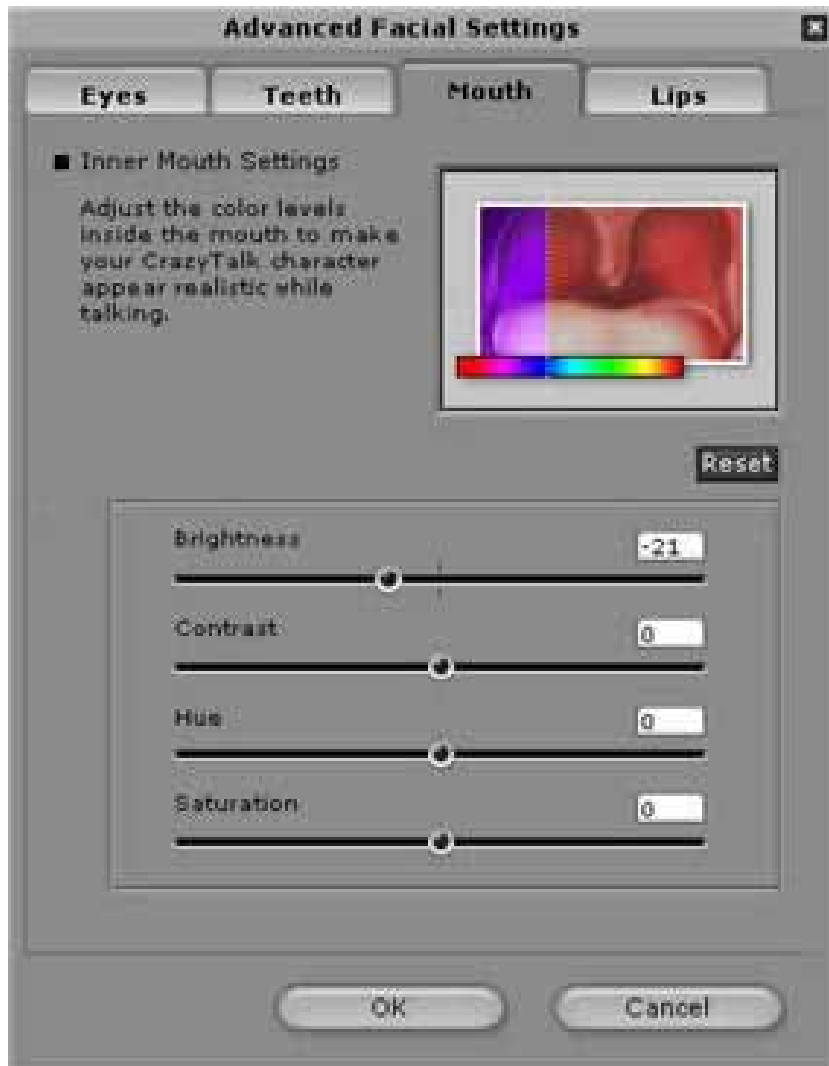 Advanced Facial Settings
Eyes Teeth Mouth Lips
Inner Mouth Settings
Adjust the color levels
inside the mouth to make
your CrazyTalk character
appear realistic while
talking.
Reset
Brightness -21
Contrast 0
Hue 0
Saturation 0
OK Cancel